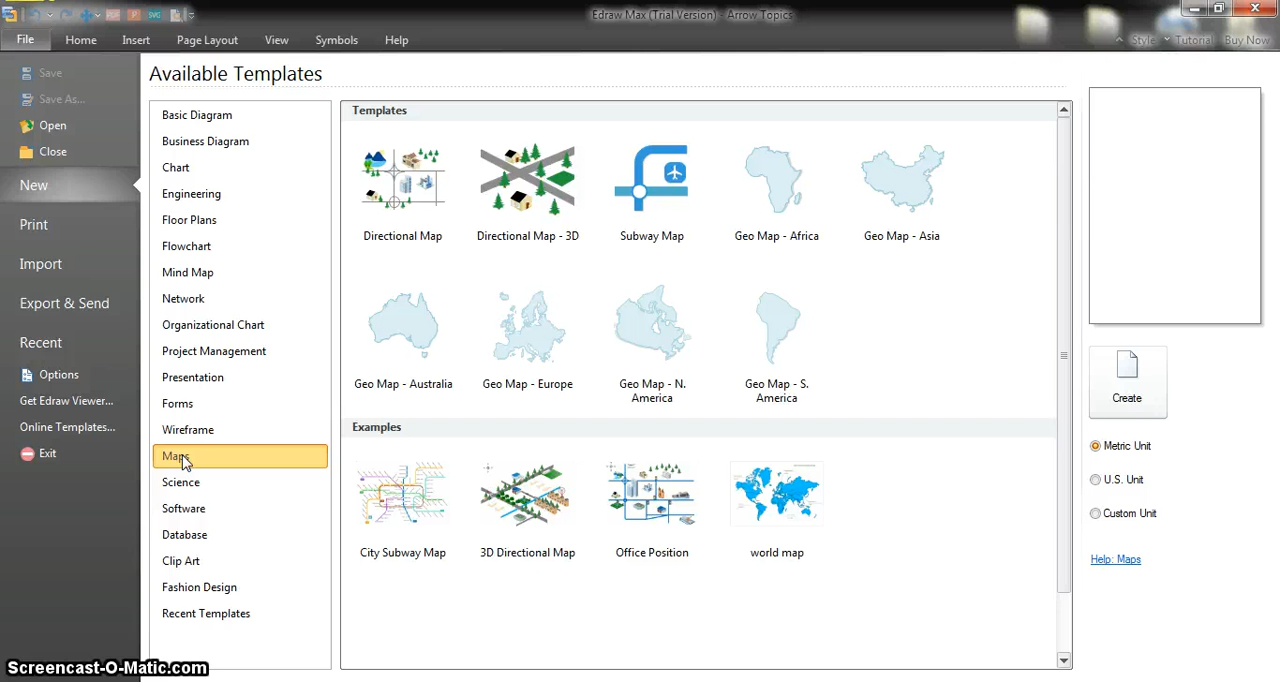 Edraw Max (Trial Version) - Arrow Topics
File Home Insert Page Layout View Symbols Help
Style Tutorial Buy Now
Save
Save As...
Open
Close
New
Print
Import
Export & Send
Recent
Options
Get Edraw Viewer...
Online Templates...
Exit
Available Templates
Basic Diagram
Business Diagram
Chart
Engineering
Floor Plans
Flowchart
Mind Map
Network
Organizational Chart
Project Management
Presentation
Forms
Wireframe
Maps
Science
Software
Database
Clip Art
Fashion Design
Recent Templates
Templates
Directional Map
Directional Map - 3D
Subway Map
Geo Map - Africa
Geo Map - Asia
Geo Map - Australia
Geo Map - Europe
Geo Map - N.
America
Geo Map - S.
America
Examples
City Subway Map
3D Directional Map
Office Position
world map
Create
Metric Unit
U.S. Unit
Custom Unit
Help: Maps
Screencast-O-Matic.com